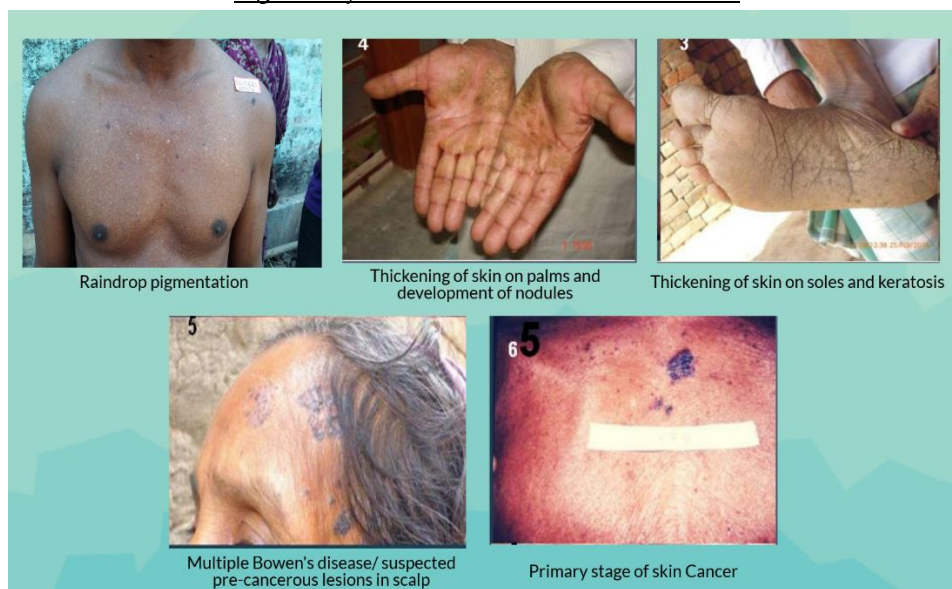 4
3
Raindrop pigmentation
Thickening of skin on palms and
development of nodules
Thickening of skin on soles and keratosis
5
6 5
Multiple Bowen's disease/ suspected
pre-cancerous lesions in scalp
Primary stage of skin Cancer